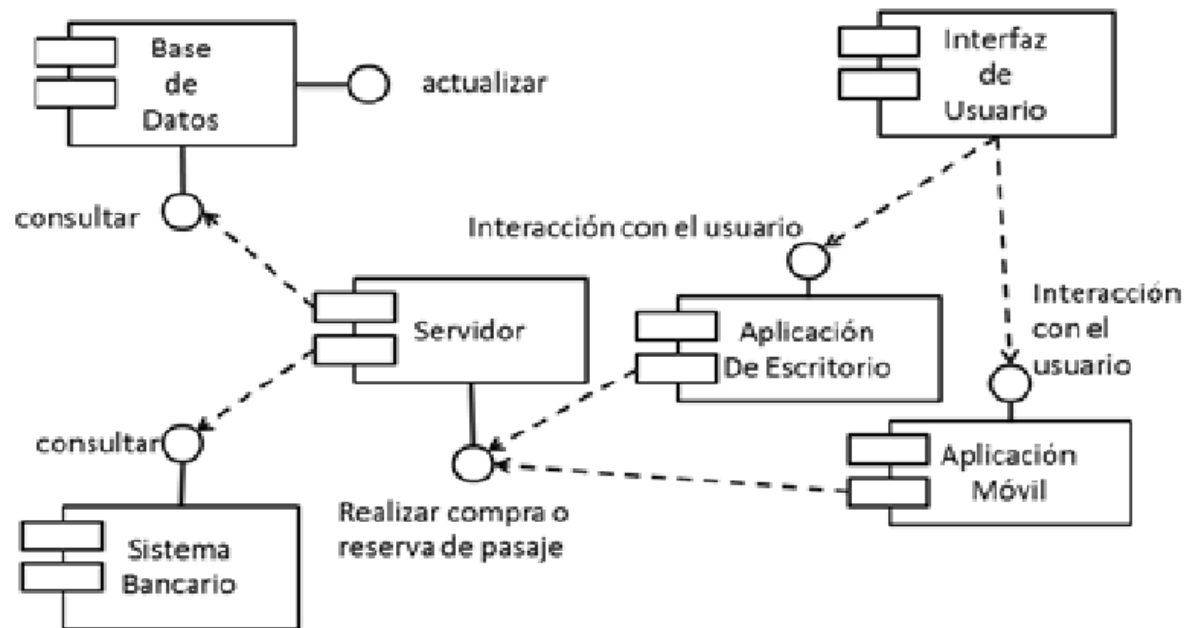 Base
de
Datos
actualizar
Interfaz
de
Usuario
consultar
Interacción con el usuario
Interacción
con el
usuario
Servidor
Aplicación
De Escritorio
consultar
Aplicación
Móvil
Realizar compra o
reserva de pasaje
Sistema
Bancario